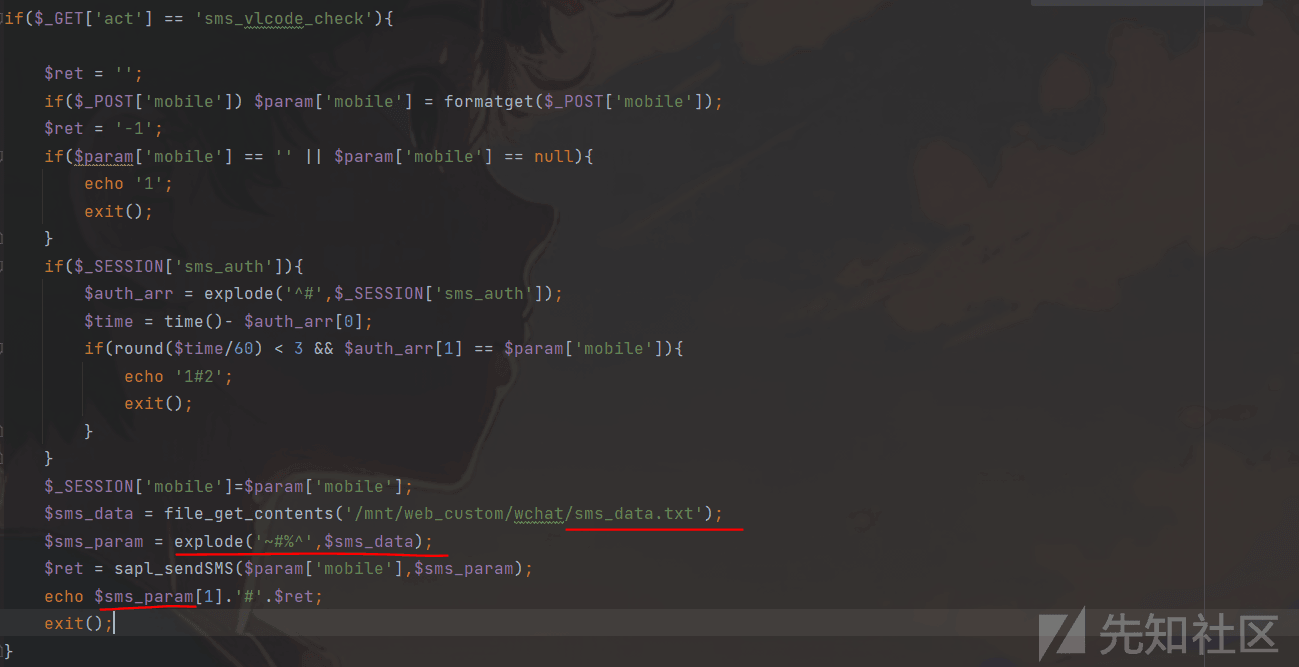 if($_GET['act'] == 'sms_vlcode_check'){
$ret = '';
if($_POST['mobile']) $param['mobile'] = formatget($_POST['mobile']);
$ret = '-1';
if($param['mobile'] == '' || $param['mobile'] == null){
echo '1';
exit();
}
if($_SESSION['sms_auth']){
$auth_arr = explode('^#',$_SESSION['sms_auth']);
$time = time()- $auth_arr[0];
if(round($time/60) < 3 && $auth_arr[1] == $param['mobile']){
echo '1#2';
exit();
}
}
$_SESSION['mobile']=$param['mobile'];
$sms_data = file_get_contents('/mnt/web_custom/wchat/sms_data.txt');
$sms_param = explode('~#%^',$sms_data);
$ret = sapl_sendSMS($param['mobile'],$sms_param);
echo $sms_param[1].'#'.$ret;
exit();
}
先知社区